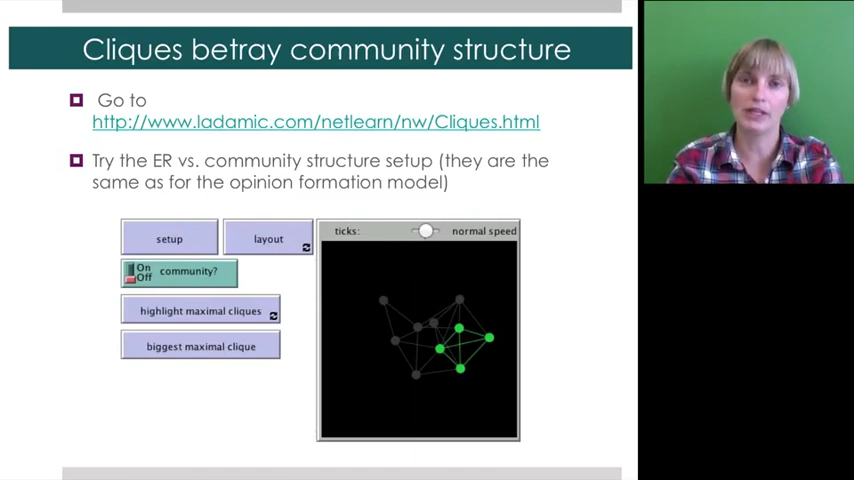 Cliques betray community structure
Go to
http://www.ladamic.com/netlearn/nw/Cliques.html
Try the ER vs. community structure setup (they are the
same as for the opinion formation model)
setup
layout
ticks:
normal speed
On
Off
community?
highlight maximal cliques
biggest maximal clique